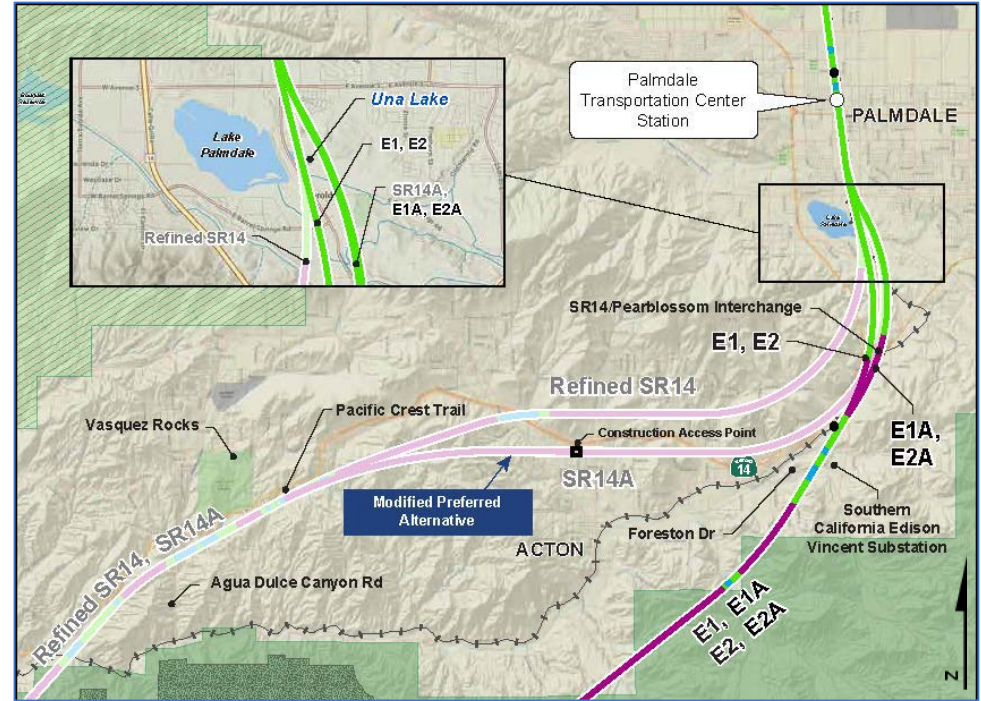 Palmdale
Transportation Center
Station
PALMDALE
Una Lake
Lake
Palmdale
E1, E2
SR14A,
E1A, E2A
Refined SR14
Lake
Palmdale
SR14/Pearblossom Interchange
E1, E2
Refined SR14
Pacific Crest Trail
Vasquez Rocks
Construction Access Point
E1A,
E2A
SR14A
14
Modified Preferred
Alternative
Foreston Dr
Southern
California Edison
Vincent Substation
ACTON
Refined SR14, SR14A
Agua Dulce Canyon Rd
E1, E1A
E2, E2A
N